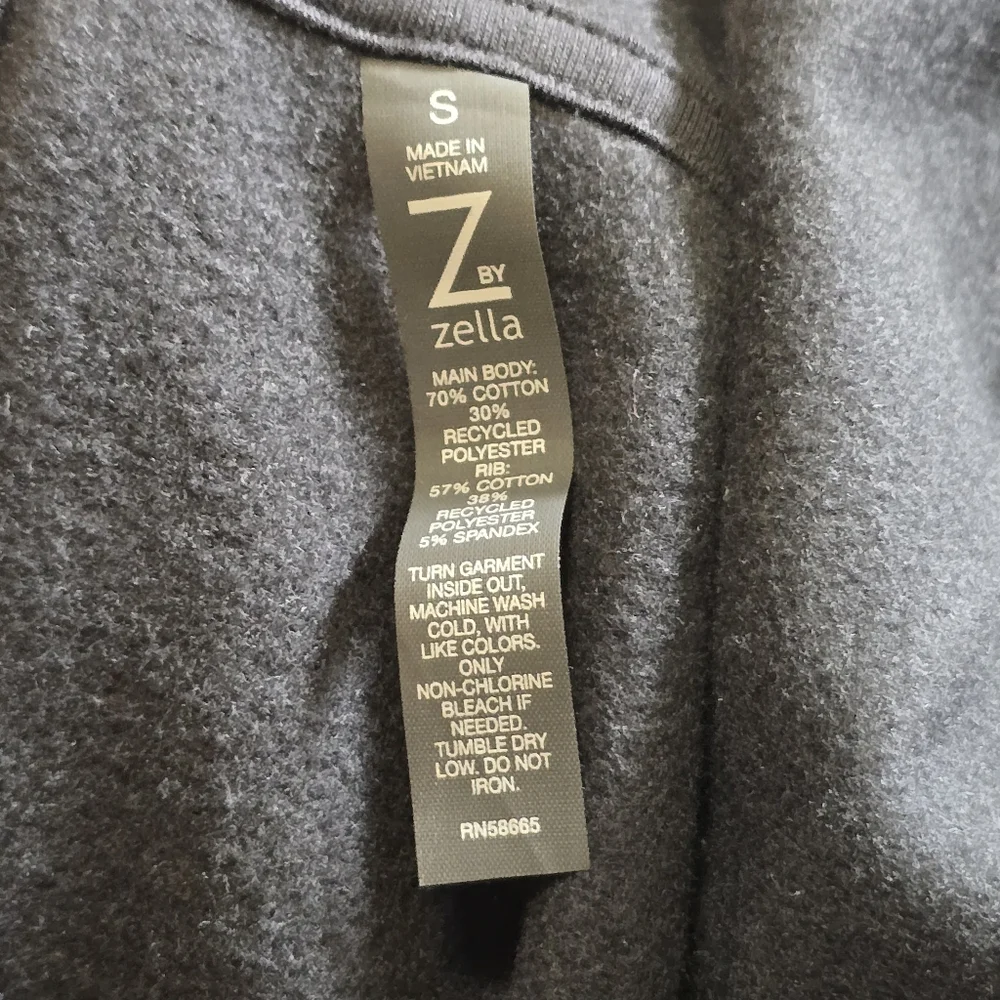 S
MADE IN
VIETNAM
Z BY
zella
MAIN BODY:
70% COTTON
30%
RECYCLED
POLYESTER
RIB:
57% COTTON
38%
RECYCLED
POLYESTER
5% SPANDEX
TURN GARMENT
INSIDE OUT,
MACHINE WASH
COLD, WITH
LIKE COLORS.
ONLY
NON-CHLORINE
BLEACH IF
NEEDED.
TUMBLE DRY
LOW. DO NOT
IRON.
RN58665